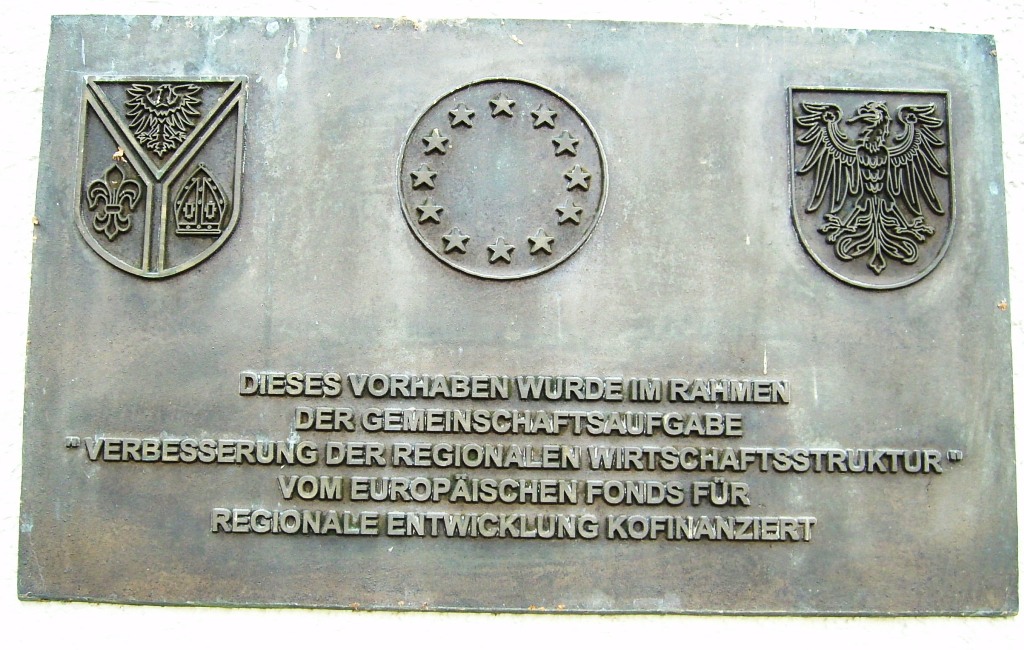 DIESES VORHABEN WURDE IM RAHMEN
DER GEMEINSCHAFTSAUFGABE
"VERBESSERUNG DER REGIONALEN WIRTSCHAFTSSTRUKTUR"
VOM EUROPÄISCHEN FONDS FÜR
REGIONALE ENTWICKLUNG KOFINANZIERT